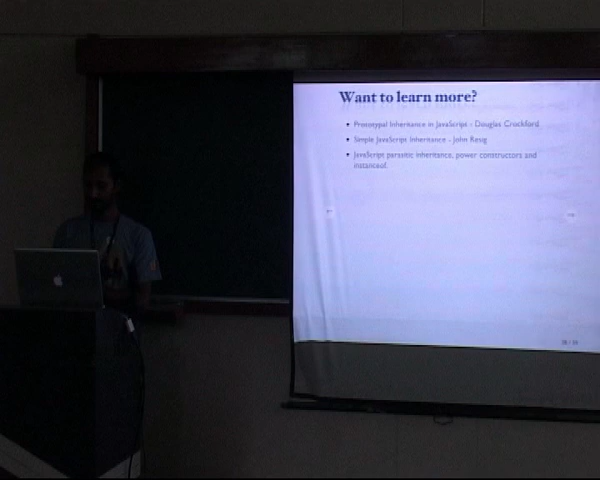 Want to learn more?
• Prototypal Inheritance in JavaScript - Douglas Crockford
• Simple JavaScript Inheritance - John Resig
• JavaScript parasitic inheritance, power constructors and
instanceof.